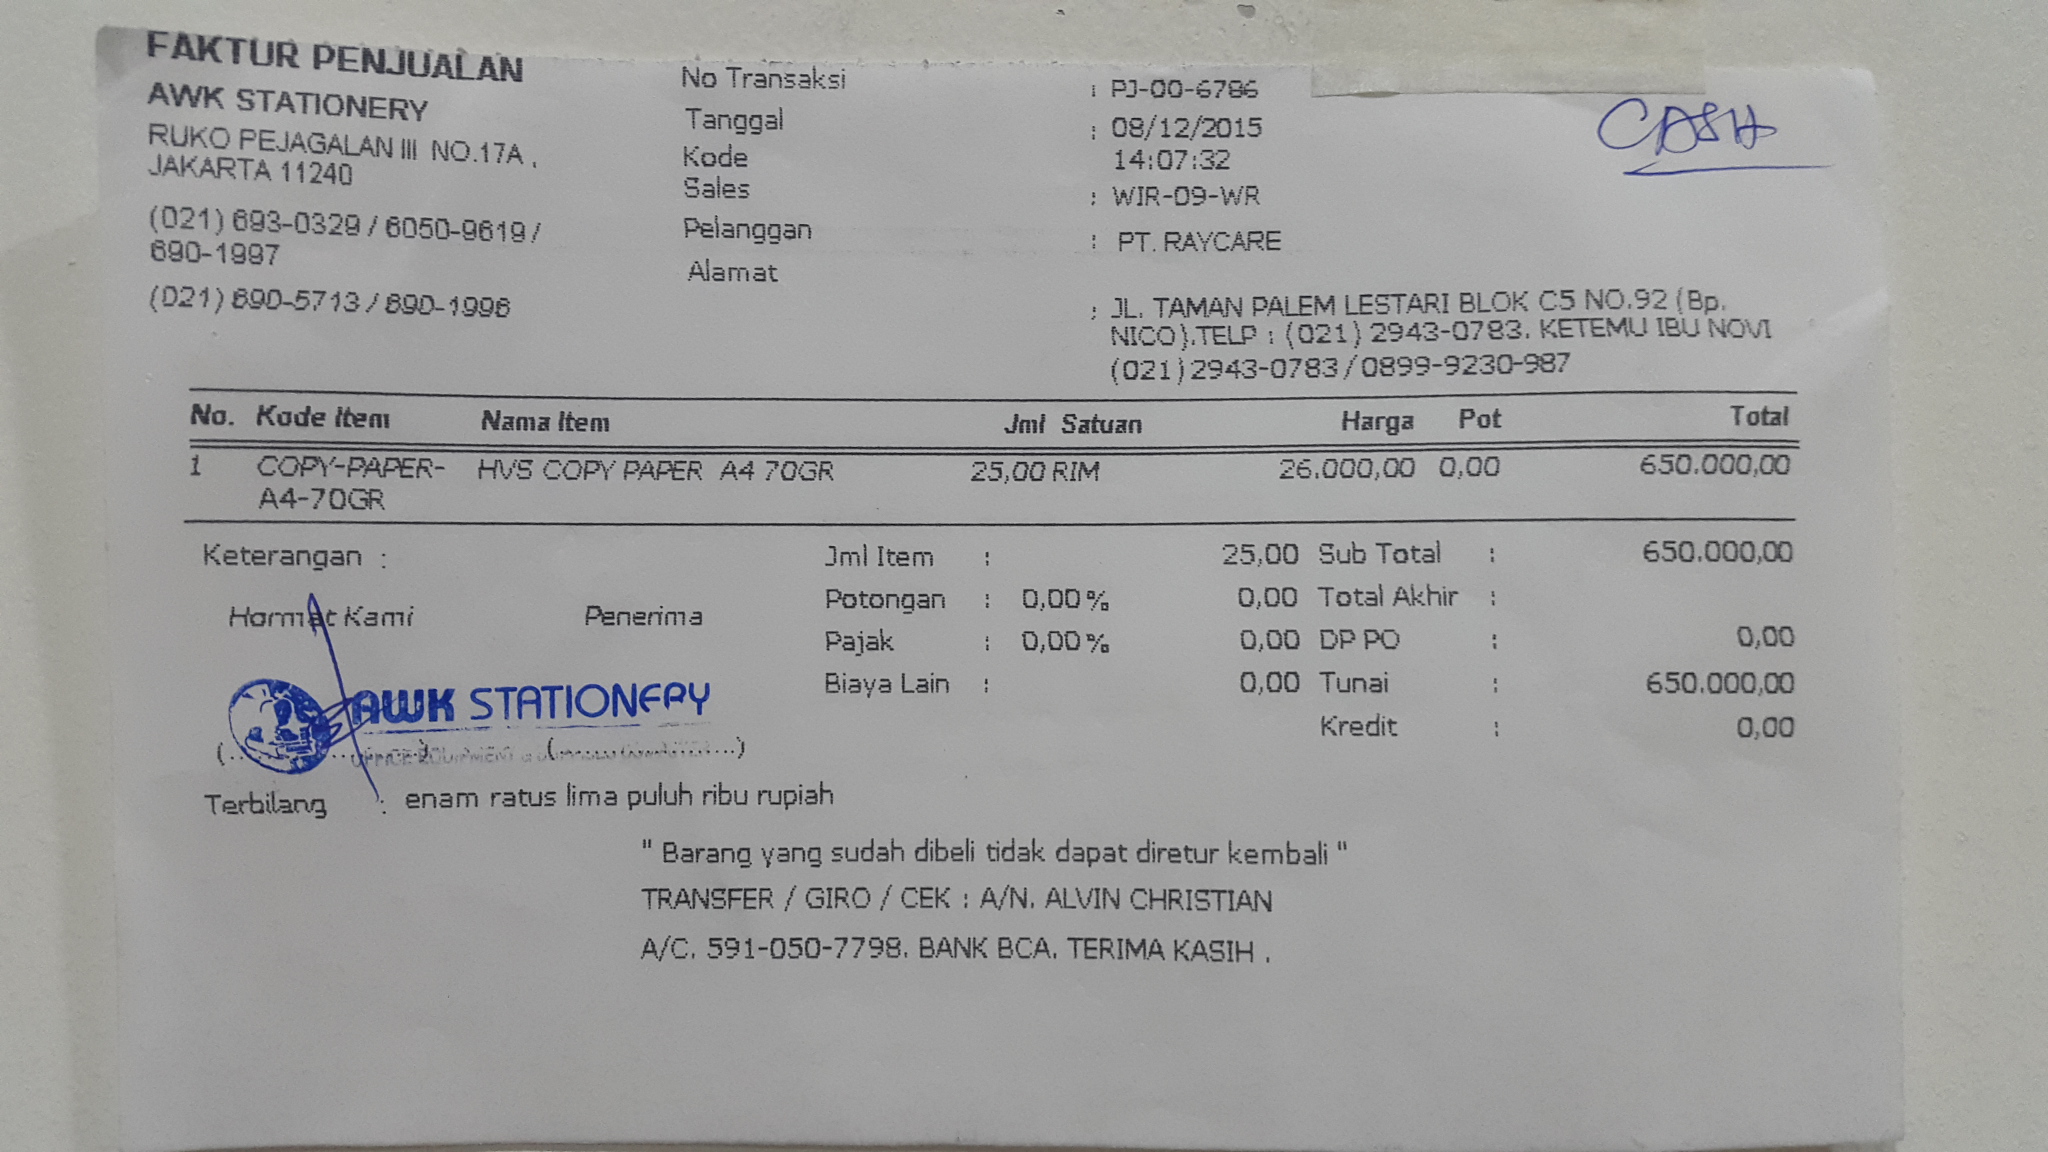 FAKTUR PENJUALAN
AWK STATIONERY
RUKO PEJAGALAN III NO.17A .
JAKARTA 11240
(021) 693-0329 / 6050-9619 /
690-1997
(021) 690-5713 / 690-1996
No Transaksi : PJ-00-6786
Tanggal : 08/12/2015
Kode 14:07:32
Sales : WIR-09-WR
Pelanggan : PT. RAYCARE
Alamat : JL. TAMAN PALEM LESTARI BLOK C5 NO.92 (Bp.
NICO).TELP : (021) 2943-0783. KETEMU IBU NOVI
(021) 2943-0783 / 0899-9230-987
CASH
No. Kode Item Nama Item Jml Satuan Harga Pot Total
1 COPY-PAPER- HVS COPY PAPER A4 70GR 25,00 RIM 26.000,00 0,00 650.000,00
A4-70GR
Keterangan : Jml Item : 25,00 Sub Total : 650.000,00
Hormat Kami Penerima Potongan : 0,00 % 0,00 Total Akhir :
Pajak : 0,00 % 0,00 DP PO : 0,00
Biaya Lain : 0,00 Tunai : 650.000,00
Kredit : 0,00
AWK STATIONERY
OFFICE EQUIPMENT &
(....................) (....................)
Terbilang : enam ratus lima puluh ribu rupiah
" Barang yang sudah dibeli tidak dapat diretur kembali "
TRANSFER / GIRO / CEK : A/N. ALVIN CHRISTIAN
A/C. 591-050-7798. BANK BCA. TERIMA KASIH .